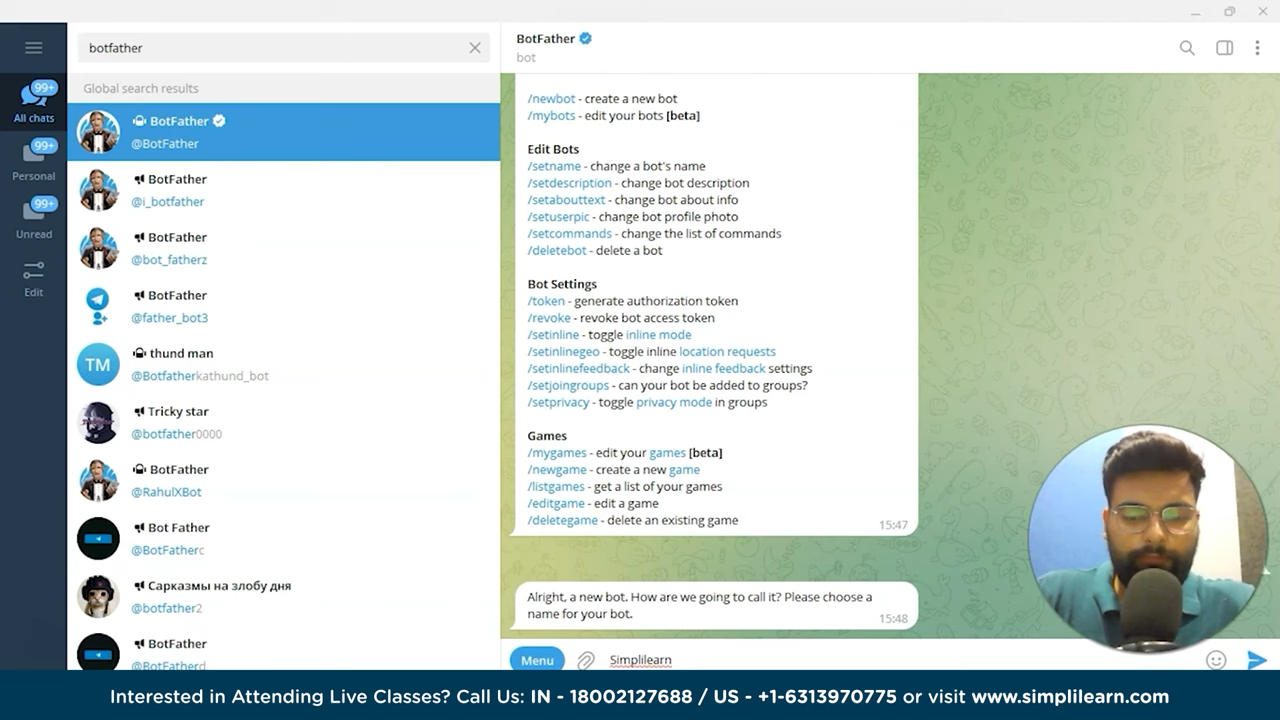 botfather
Global search results
99+
All chats
99+
Personal
99+
Unread
Edit
BotFather
@BotFather
BotFather
@i_botfather
BotFather
@bot_fatherz
BotFather
@father_bot3
TM
thund man
@Botfatherkathund_bot
Tricky star
@botfather0000
BotFather
@RahulXBot
Bot Father
@BotFatherc
Сарказмы на злобу дня
@botfather2
BotFather
@BotFatherd
BotFather
bot
/newbot - create a new bot
/mybots - edit your bots [beta]
Edit Bots
/setname - change a bot's name
/setdescription - change bot description
/setabouttext - change bot about info
/setuserpic - change bot profile photo
/setcommands - change the list of commands
/deletebot - delete a bot
Bot Settings
/token - generate authorization token
/revoke - revoke bot access token
/setinline - toggle inline mode
/setinlinegeo - toggle inline location requests
/setinlinefeedback - change inline feedback settings
/setjoingroups - can your bot be added to groups?
/setprivacy - toggle privacy mode in groups
Games
/mygames - edit your games [beta]
/newgame - create a new game
/listgames - get a list of your games
/editgame - edit a game
/deletegame - delete an existing game
15:47
Alright, a new bot. How are we going to call it? Please choose a
name for your bot.
15:48
Menu
Simplilearn
Interested in Attending Live Classes? Call Us: IN - 18002127688 / US - +1-6313970775 or visit www.simplilearn.com